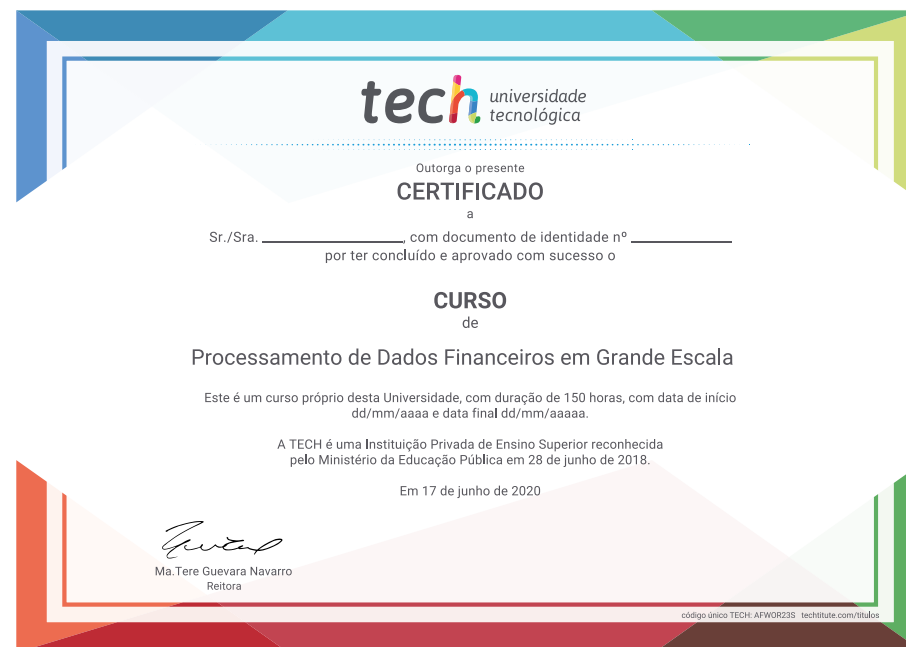 tech universidade
tecnológica
Outorga o presente
CERTIFICADO
a
Sr./Sra. ____________, com documento de identidade nº ____________
por ter concluído e aprovado com sucesso o
CURSO
de
Processamento de Dados Financeiros em Grande Escala
Este é um curso próprio desta Universidade, com duração de 150 horas, com data de início
dd/mm/aaaa e data final dd/mm/aaaaa.
A TECH é uma Instituição Privada de Ensino Superior reconhecida
pelo Ministério da Educação Pública em 28 de junho de 2018.
Em 17 de junho de 2020
Ma.Tere Guevara Navarro
Reitora
código único TECH: AFWOR23S techtitute.com/títulos